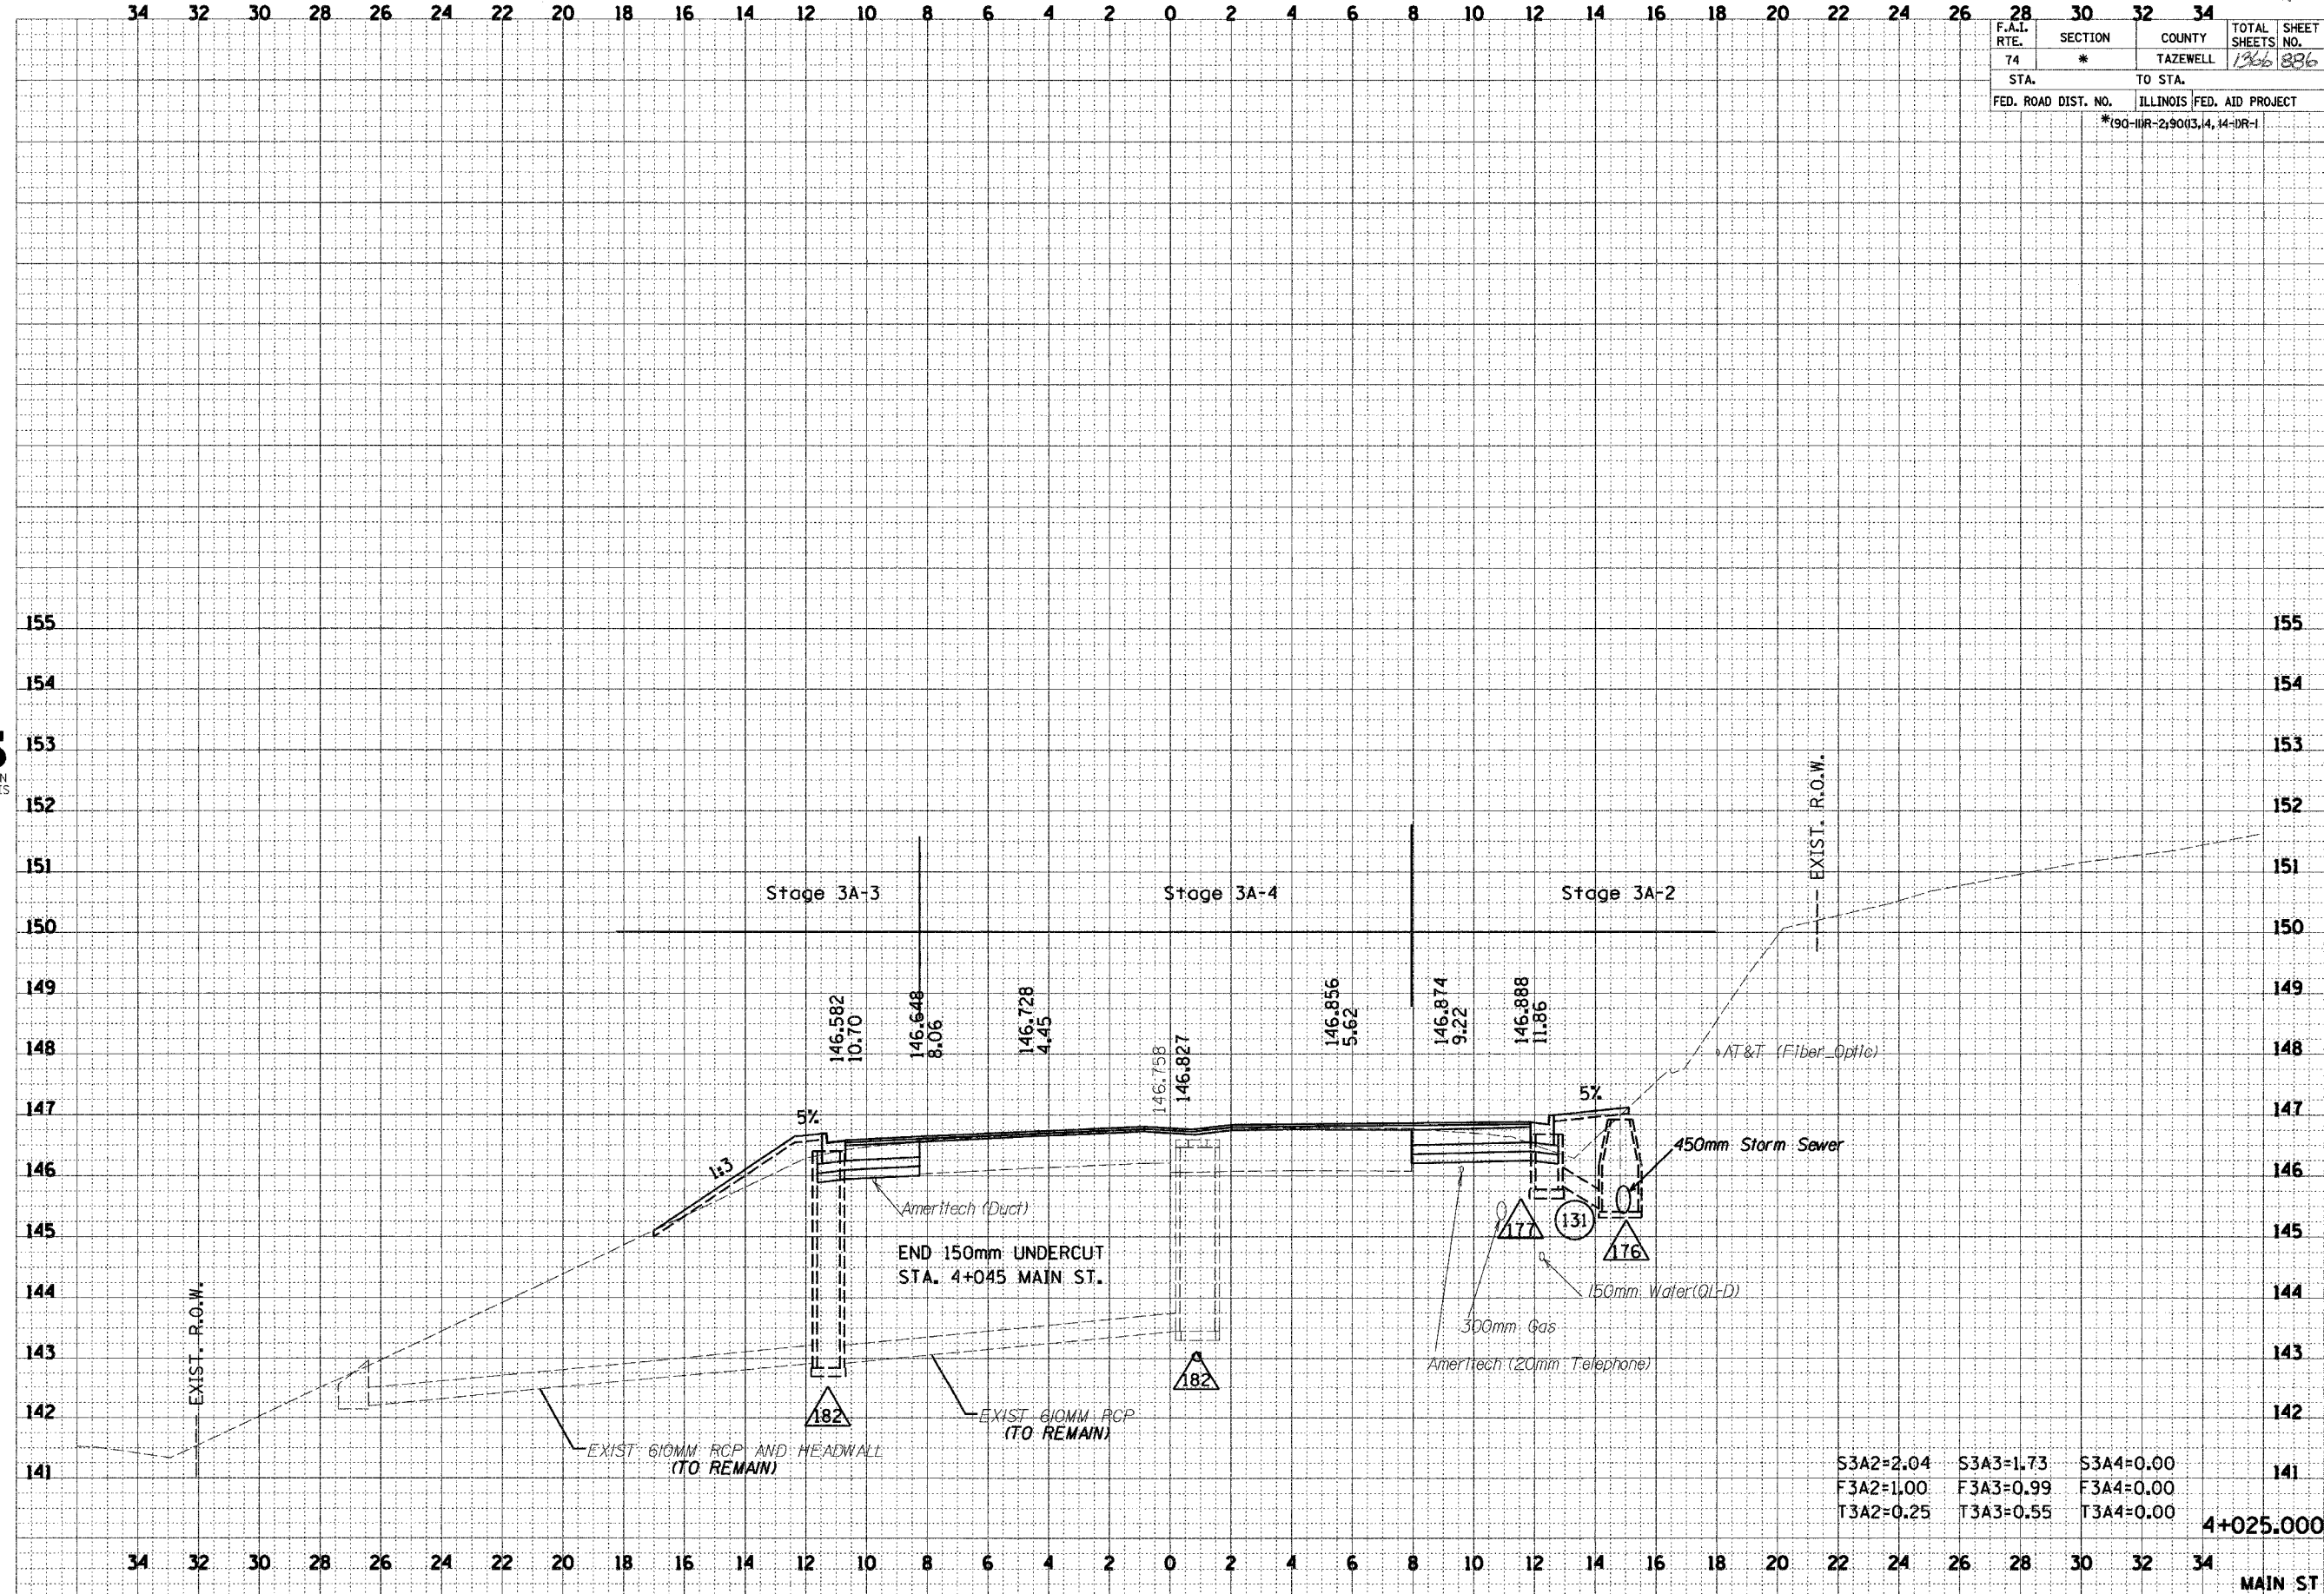 34 32 30 28 26 24 22 20 18 16 14 12 10 8 6 4 2 0 2 4 6 8 10 12 14 16 18 20 22 24 26 28 30 32 34
F.A.I. RTE. SECTION COUNTY TOTAL SHEETS SHEET NO.
74 * TAZEWELL 1366 886
STA. TO STA.
FED. ROAD DIST. NO. ILLINOIS FED. AID PROJECT
155 155
154 154
153 153
152 152
151 151
150 150
149 149
148 148
147 147
146 146
145 145
144 144
143 143
142 142
141 141
EXIST. R.O.W.
Stage 3A-3
Stage 3A-4
Stage 3A-2
146.582
10.70
146.648
8.06
146.728
4.45
146.758
146.827
146.856
5.62
146.874
9.22
146.888
11.86
AT&T (Fiber_Optic)
5%
5%
1:3
450mm Storm Sewer
Ameritech (Duct)
END 150mm UNDERCUT
STA. 4+045 MAIN ST.
177
131
176
150mm Water(QL-D)
300mm Gas
Ameritech (20mm Telephone)
EXIST. R.O.W.
182
182
EXIST 610MM RCP
(TO REMAIN)
EXIST 610MM RCP AND HEADWALL
(TO REMAIN)
S3A2=2.04 S3A3=1.73 S3A4=0.00
F3A2=1.00 F3A3=0.99 F3A4=0.00
T3A2=0.25 T3A3=0.55 T3A4=0.00
4+025.000
34 32 30 28 26 24 22 20 18 16 14 12 10 8 6 4 2 0 2 4 6 8 10 12 14 16 18 20 22 24 26 28 30 32 34
MAIN ST